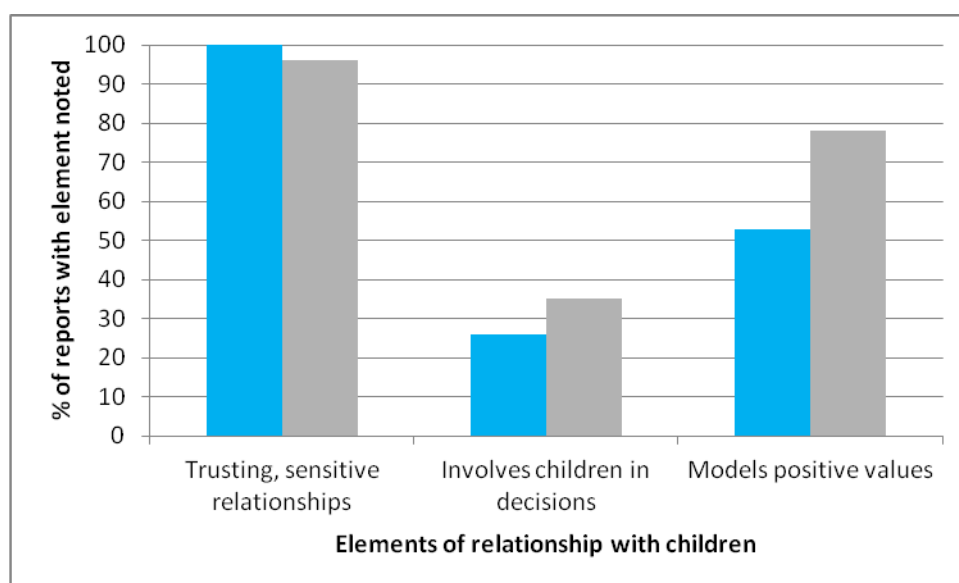 % of reports with element noted
100
90
80
70
60
50
40
30
20
10
0
Trusting, sensitive
relationships
Involves children in
decisions
Models positive values
Elements of relationship with children